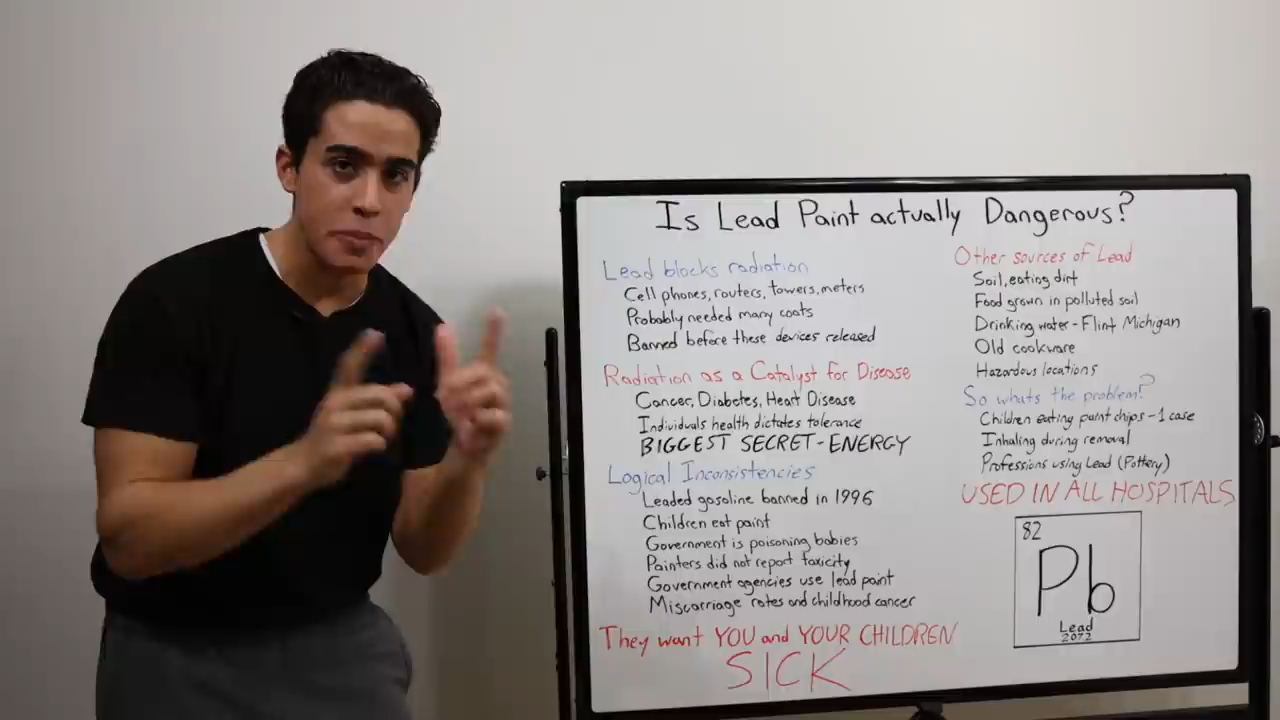 Is Lead Paint actually Dangerous?
Lead blocks radiation
Cell phones, routers, towers, meters
Probably needed many coats
Banned before these devices released
Radiation as a Catalyst for Disease
Cancer, Diabetes, Heart Disease
Individuals health dictates tolerance
BIGGEST SECRET - ENERGY
Logical Inconsistencies
Leaded gasoline banned in 1996
Children eat paint
Government is poisoning babies
Painters did not report toxicity
Government agencies use lead paint
Miscarriage rates and childhood cancer
They want YOU and YOUR CHILDREN
SICK
Other sources of Lead
Soil, eating dirt
Food grown in polluted soil
Drinking water - Flint Michigan
Old cookware
Hazardous locations
So whats the problem?
Children eating paint chips - 1 case
Inhaling during removal
Professions using Lead (Pottery)
USED IN ALL HOSPITALS
82
Pb
Lead
207.2